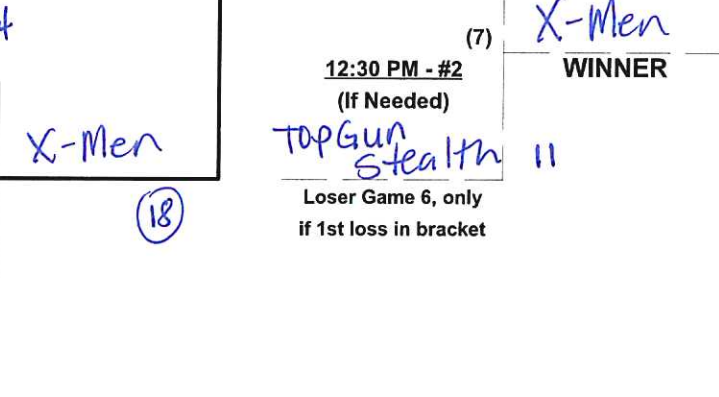 X-Men
(7)
12:30 PM - #2
WINNER
(If Needed)
TopGun
Stealth 11
X-Men
18
Loser Game 6, only
if 1st loss in bracket